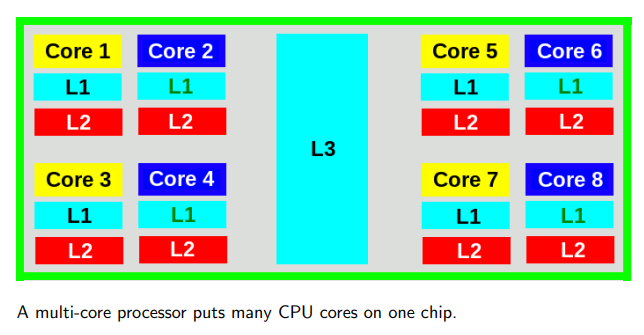 Core 1 Core 2 Core 5 Core 6
L1 L1 L1 L1
L2 L2 L2 L2
L3
Core 3 Core 4 Core 7 Core 8
L1 L1 L1 L1
L2 L2 L2 L2
A multi-core processor puts many CPU cores on one chip.